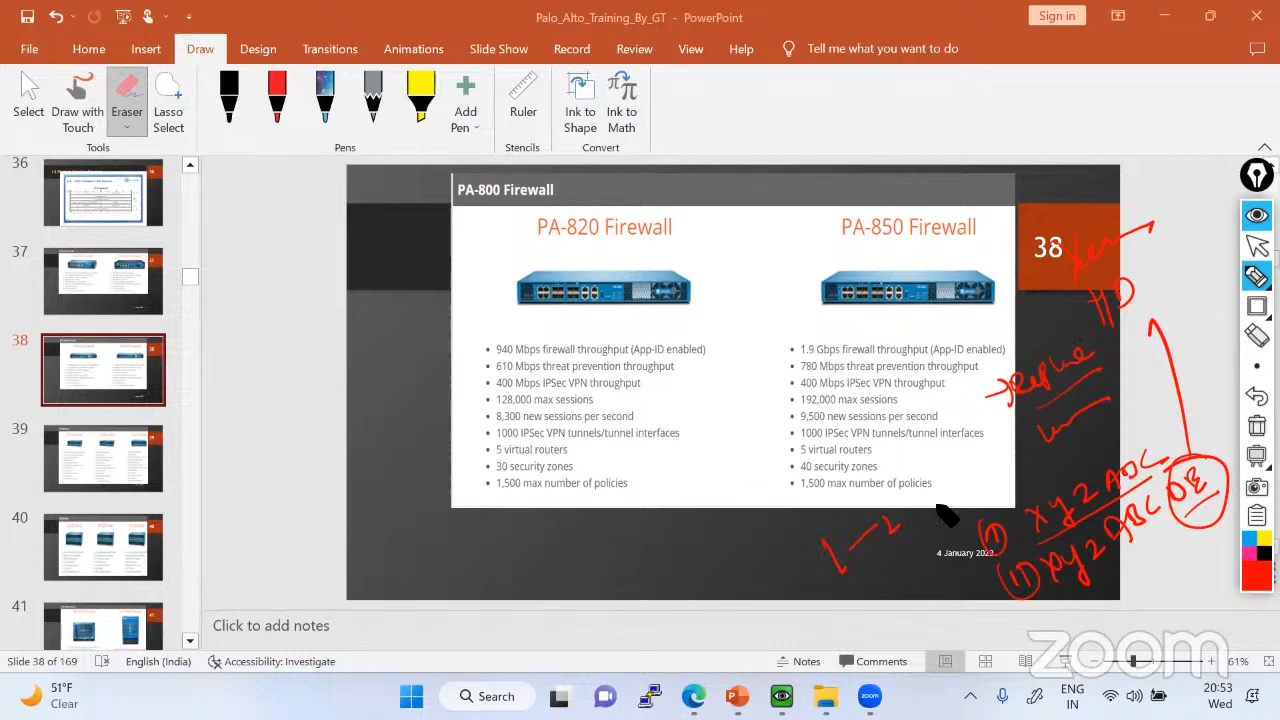 Palo_Alto_Training_By_GT - PowerPoint
Sign in
File Home Insert Draw Design Transitions Animations Slide Show Record Review View Help Tell me what you want to do
Select Draw with Touch Eraser Lasso Select Add Pen Ruler Ink to Shape Ink to Math
Tools Pens Stencils Convert
36
37
38
39
40
41
PA-800 Firewall
38
PA-820 Firewall
• 940 Mbps firewall throughput (App-ID enabled)
• 610 Mbps threat prevention throughput
• 400 Mbps IPSec VPN throughput
• 128,000 max sessions
• 8,300 new sessions per second
• 1000 IPSec VPN tunnels/tunnel interfaces
• 5 virtual routers
• 30 security zones
• 1,500 max number of policies
PA-850 Firewall
• 1.9 Gbps firewall throughput (App-ID enabled)
• 780 Mbps threat prevention throughput
• 400 Mbps IPSec VPN throughput
• 192,000 max sessions
• 9,500 new sessions per second
• 1000 IPSec VPN tunnels/tunnel interfaces
• 5 virtual routers
• 40 security zones
• 1,500 max number of policies
HD
4 January
Click to add notes
zoom
Slide 38 of 169 English (India) Accessibility: Investigate Notes Comments 61%
51°F
Clear
Search
zoom
ENG
IN
20:53
Wed